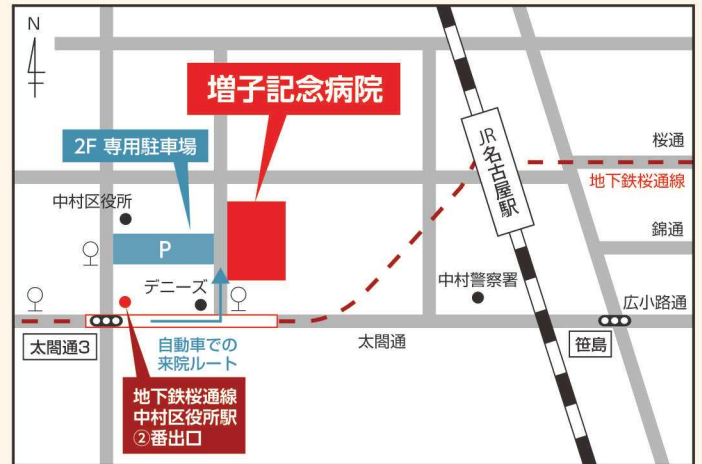 N
増子記念病院
2F 専用駐車場
中村区役所
P
デニーズ
JR名古屋駅
桜通
地下鉄桜通線
錦通
中村警察署
広小路通
太閤通3
自動車での
来院ルート
太閤通
笹島
地下鉄桜通線
中村区役所駅
②番出口